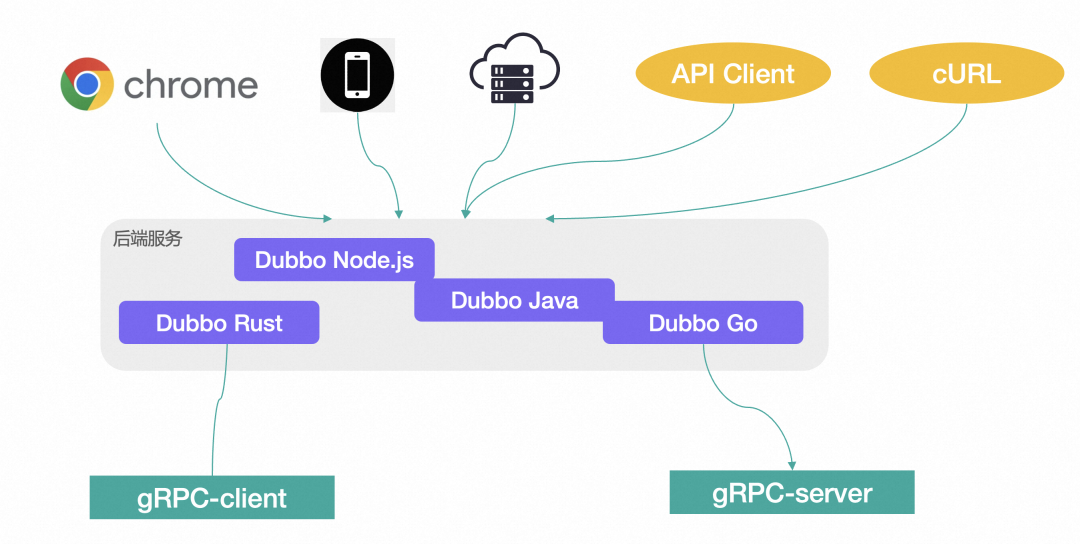 chrome
API Client
cURL
后端服务
Dubbo Node.js
Dubbo Java
Dubbo Rust
Dubbo Go
gRPC-client
gRPC-server